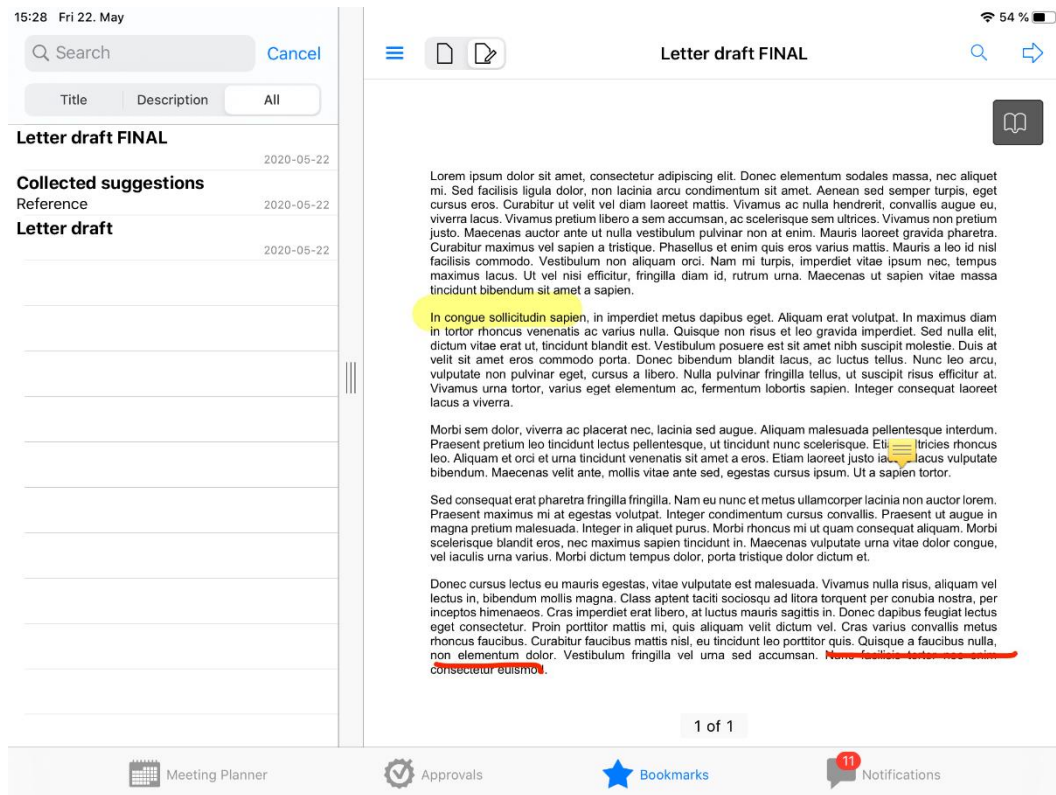 15:28 Fri 22. May
54 %
Search
Cancel
Title Description All
Letter draft FINAL
2020-05-22
Collected suggestions
Reference
2020-05-22
Letter draft
2020-05-22
Letter draft FINAL
Lorem ipsum dolor sit amet, consectetur adipiscing elit. Donec elementum sodales massa, nec aliquet
mi. Sed facilisis ligula dolor, non lacinia arcu condimentum sit amet. Aenean sed semper turpis, eget
cursus eros. Curabitur ut velit vel diam laoreet mattis. Vivamus ac nulla hendrerit, convallis augue eu,
viverra lacus. Vivamus pretium libero a sem accumsan, ac scelerisque sem ultrices. Vivamus non pretium
justo. Maecenas auctor ante ut nulla vestibulum pulvinar non at enim. Mauris laoreet gravida pharetra.
Curabitur maximus vel sapien a tristique. Phasellus et enim quis eros varius mattis. Mauris a leo id nisl
facilisis commodo. Vestibulum non aliquam orci. Nam mi turpis, imperdiet vitae ipsum nec, tempus
maximus lacus. Ut vel nisi efficitur, fringilla diam id, rutrum urna. Maecenas ut sapien vitae massa
tincidunt bibendum sit amet a sapien.
In congue sollicitudin sapien, in imperdiet metus dapibus eget. Aliquam erat volutpat. In maximus diam
in tortor rhoncus venenatis ac varius nulla. Quisque non risus et leo gravida imperdiet. Sed nulla elit,
dictum vitae erat ut, tincidunt blandit est. Vestibulum posuere est sit amet nibh suscipit molestie. Duis at
velit sit amet eros commodo porta. Donec bibendum blandit lacus, ac luctus tellus. Nunc leo arcu,
vulputate non pulvinar eget, cursus a libero. Nulla pulvinar fringilla tellus, ut suscipit risus efficitur at.
Vivamus urna tortor, varius eget elementum ac, fermentum lobortis sapien. Integer consequat laoreet
lacus a viverra.
Morbi sem dolor, viverra ac placerat nec, lacinia sed augue. Aliquam malesuada pellentesque interdum.
Praesent pretium leo tincidunt lectus pellentesque, ut tincidunt nunc scelerisque. rhoncus
leo. Aliquam et orci et urna tincidunt venenatis sit amet a eros. Etiam laoreet justo lacus vulputate
bibendum. Maecenas velit ante, mollis vitae ante sed, egestas cursus ipsum. Ut a sapien tortor.
Sed consequat erat pharetra fringilla fringilla. Nam eu nunc et metus ullamcorper lacinia non auctor lorem.
Praesent maximus mi at egestas volutpat. Integer condimentum cursus convallis. Praesent ut augue in
magna pretium malesuada. Integer in aliquet purus. Morbi rhoncus mi ut quam consequat aliquam. Morbi
scelerisque blandit eros, nec maximus sapien tincidunt in. Maecenas vulputate urna vitae dolor congue,
vel iaculis urna varius. Morbi dictum tempus dolor, porta tristique dolor dictum et.
Donec cursus lectus eu mauris egestas, vitae vulputate est malesuada. Vivamus nulla risus, aliquam vel
lectus in, bibendum mollis magna. Class aptent taciti sociosqu ad litora torquent per conubia nostra, per
inceptos himenaeos. Cras imperdiet erat libero, at luctus mauris sagittis in. Donec dapibus feugiat lectus
eget consectetur. Proin porttitor mattis mi, quis aliquam velit dictum vel. Cras varius convallis metus
rhoncus faucibus. Curabitur faucibus mattis nisl, eu tincidunt leo porttitor quis. Quisque a faucibus nulla,
non elementum dolor. Vestibulum fringilla vel urna sed accumsan. Nunc facilisis tortor nec enim
consectetur euismod.
1 of 1
Meeting Planner
Approvals
Bookmarks
11
Notifications